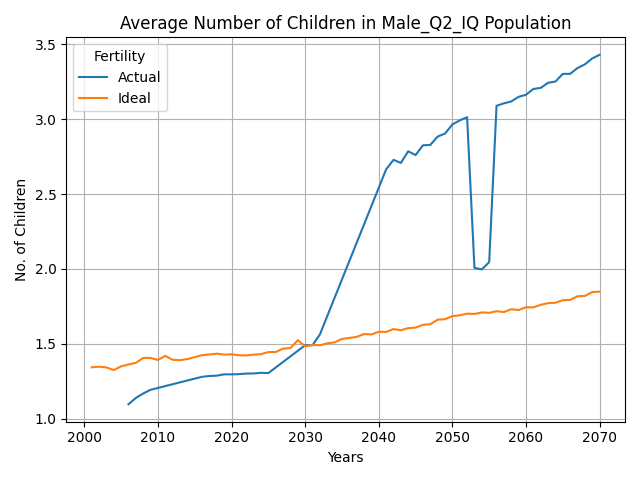 Average Number of Children in Male_Q2_IQ Population
Fertility
Actual
Ideal
No. of Children
3.5
3.0
2.5
2.0
1.5
1.0
2000 2010 2020 2030 2040 2050 2060 2070
Years